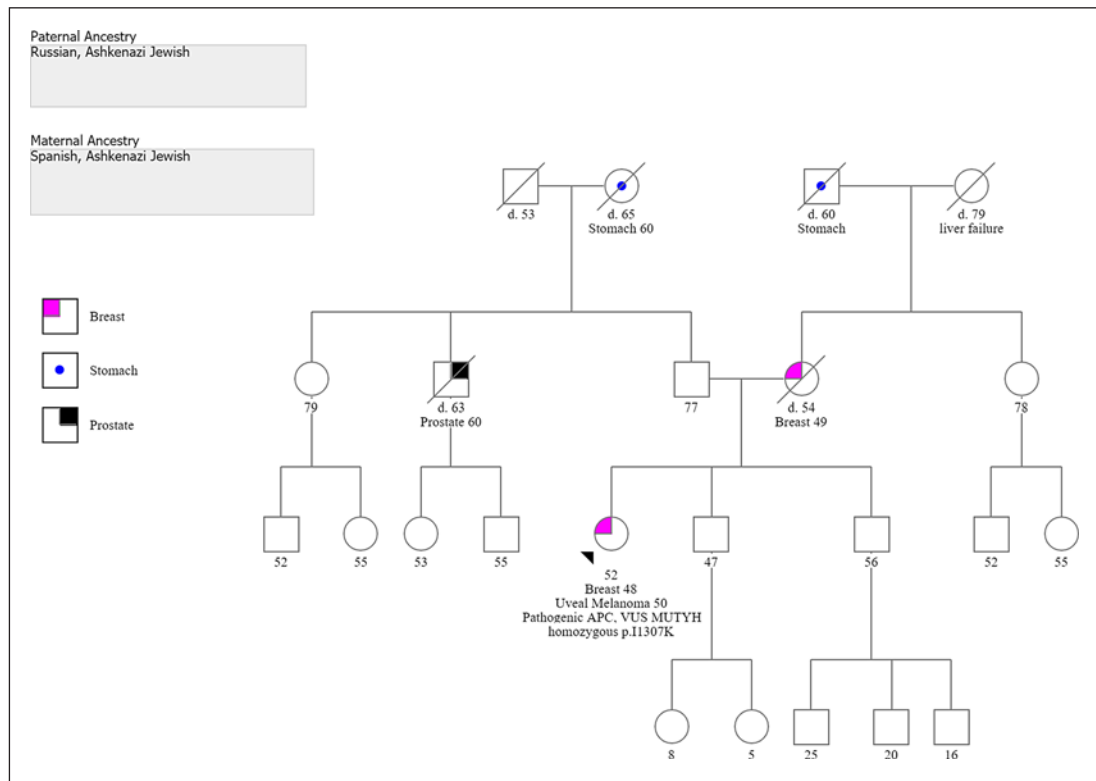 Paternal Ancestry
Russian, Ashkenazi Jewish
Maternal Ancestry
Spanish, Ashkenazi Jewish
Breast
Stomach
Prostate
d. 53
d. 65
Stomach 60
d. 60
Stomach
d. 79
liver failure
79
d. 63
Prostate 60
77
d. 54
Breast 49
78
52
55
53
55
52
Breast 48
Uveal Melanoma 50
Pathogenic APC, VUS MUTYH
homozygous p.I1307K
47
56
52
55
8
5
25
20
16